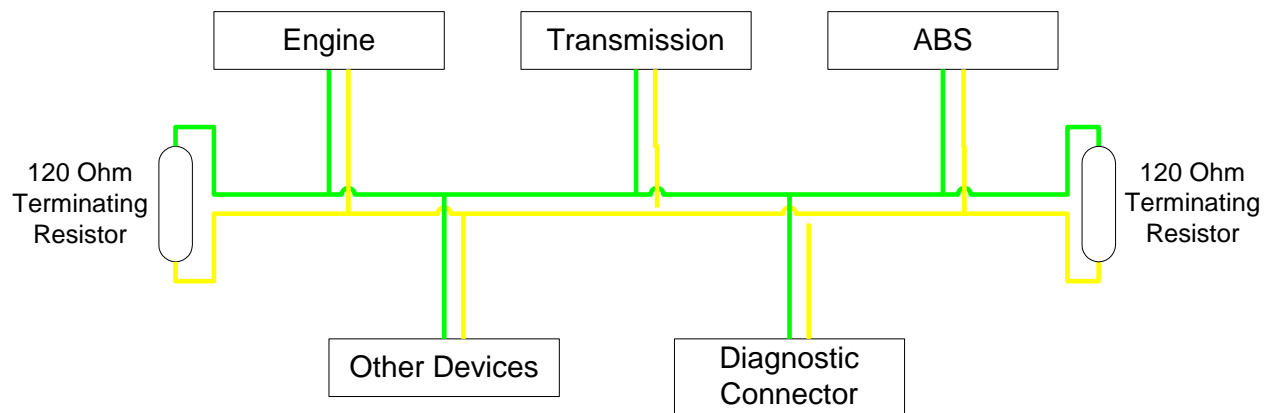 Engine
Transmission
ABS
120 Ohm
Terminating
Resistor
120 Ohm
Terminating
Resistor
Other Devices
Diagnostic
Connector